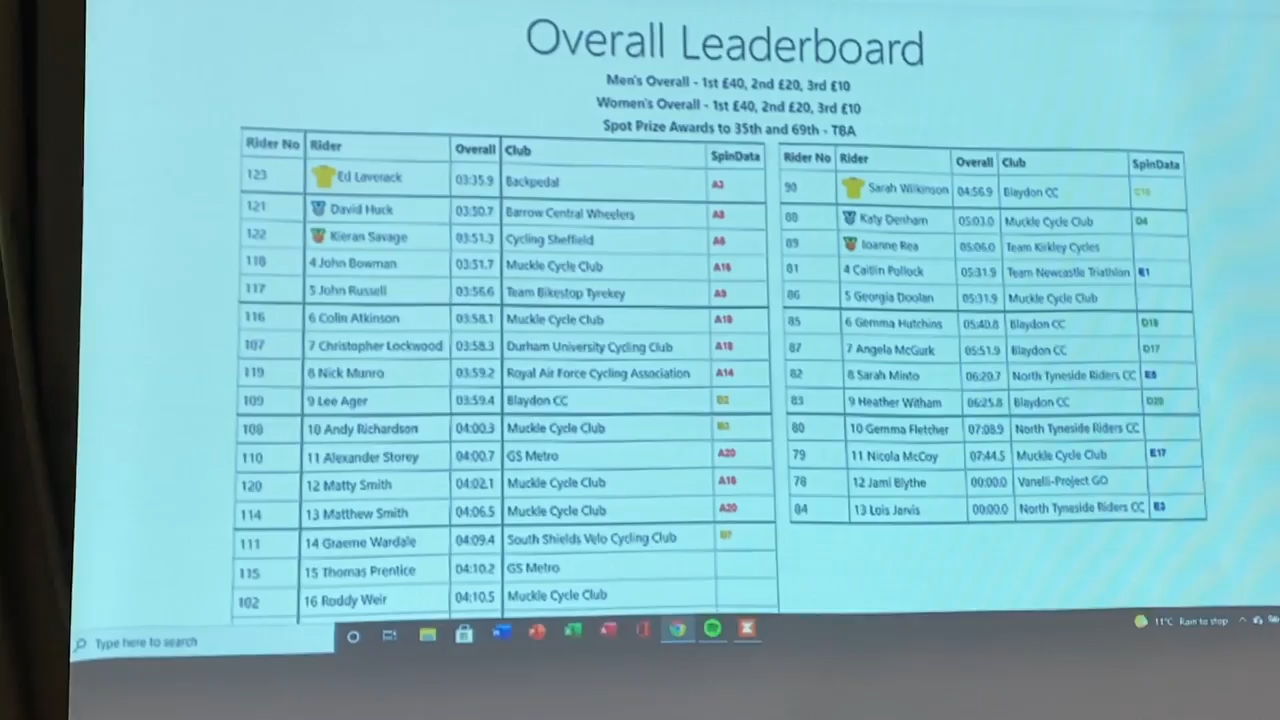 Overall Leaderboard
Men's Overall - 1st £40, 2nd £20, 3rd £10
Women's Overall - 1st £40, 2nd £20, 3rd £10
Spot Prize Awards to 35th and 69th - TBA
Rider No Rider Overall Club SpinData
123 Ed Laverack 03:35.9 Backpedal A3
121 David Huck 03:50.7 Barrow Central Wheelers
122 Kieran Savage 03:51.3 Cycling Sheffield
118 4 John Bowman 03:51.7 Muckle Cycle Club A16
117 5 John Russell 03:56.6 Team Bikestop Tyrekey
116 6 Colin Atkinson 03:58.1 Muckle Cycle Club
107 7 Christopher Lockwood 03:58.3 Durham University Cycling Club A18
119 8 Nick Munro 03:59.2 Royal Air Force Cycling Association A14
109 9 Lee Ager 03:59.4 Blaydon CC
108 10 Andy Richardson 04:00.3 Muckle Cycle Club
110 11 Alexander Storey 04:00.7 GS Metro A20
120 12 Matty Smith 04:02.1 Muckle Cycle Club
114 13 Matthew Smith 04:06.5 Muckle Cycle Club A20
111 14 Graeme Wardale 04:09.4 South Shields Velo Cycling Club
115 15 Thomas Prentice 04:10.2 GS Metro
102 16 Roddy Weir 04:10.5 Muckle Cycle Club
Rider No Rider Overall Club SpinData
90 Sarah Wilkinson 04:56.9 Blaydon CC
88 Katy Denham 05:03.0 Muckle Cycle Club D4
89 Ioanne Rea 05:06.0 Team Kirkley Cycles
81 4 Caitlin Pollock 05:31.9 Team Newcastle Triathlon E1
86 5 Georgia Doolan 05:31.9 Muckle Cycle Club
85 6 Gemma Hutchins 05:40.8 Blaydon CC
87 7 Angela McGurk 05:51.9 Blaydon CC D17
82 8 Sarah Minto 06:20.7 North Tyneside Riders CC
83 9 Heather Witham 06:25.8 Blaydon CC D20
80 10 Gemma Fletcher 07:08.9 North Tyneside Riders CC
79 11 Nicola McCoy 07:44.5 Muckle Cycle Club E17
78 12 Jami Blythe 00:00.0 Vanelli-Project GO
84 13 Lois Jarvis 00:00.0 North Tyneside Riders CC E3
Type here to search
11°C Rain to stop